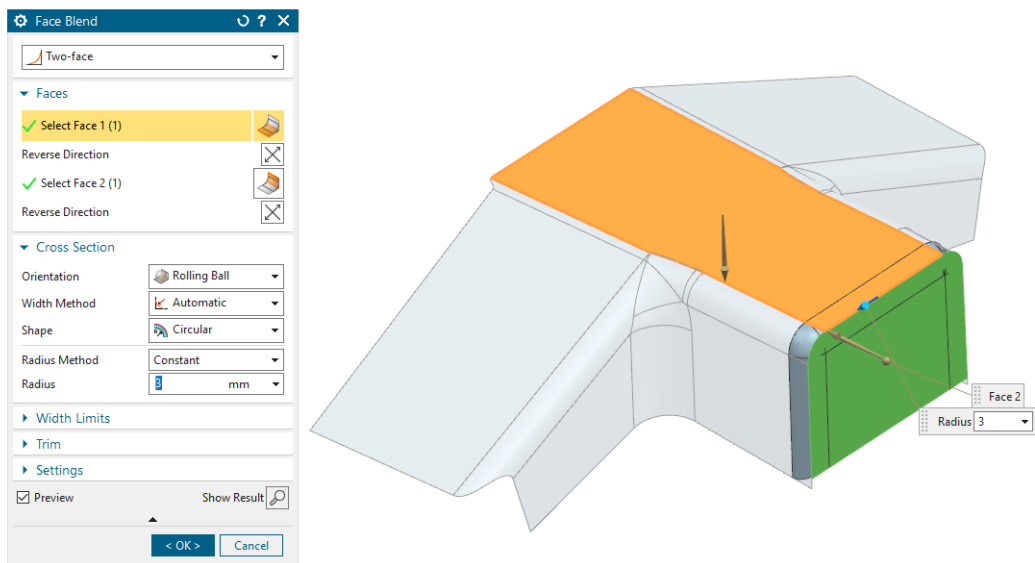 Face Blend
Two-face
Faces
Select Face 1 (1)
Reverse Direction
Select Face 2 (1)
Reverse Direction
Cross Section
Orientation Rolling Ball
Width Method Automatic
Shape Circular
Radius Method Constant
Radius 3 mm
Width Limits
Trim
Settings
Preview Show Result
< OK > Cancel
Face 2
Radius 3